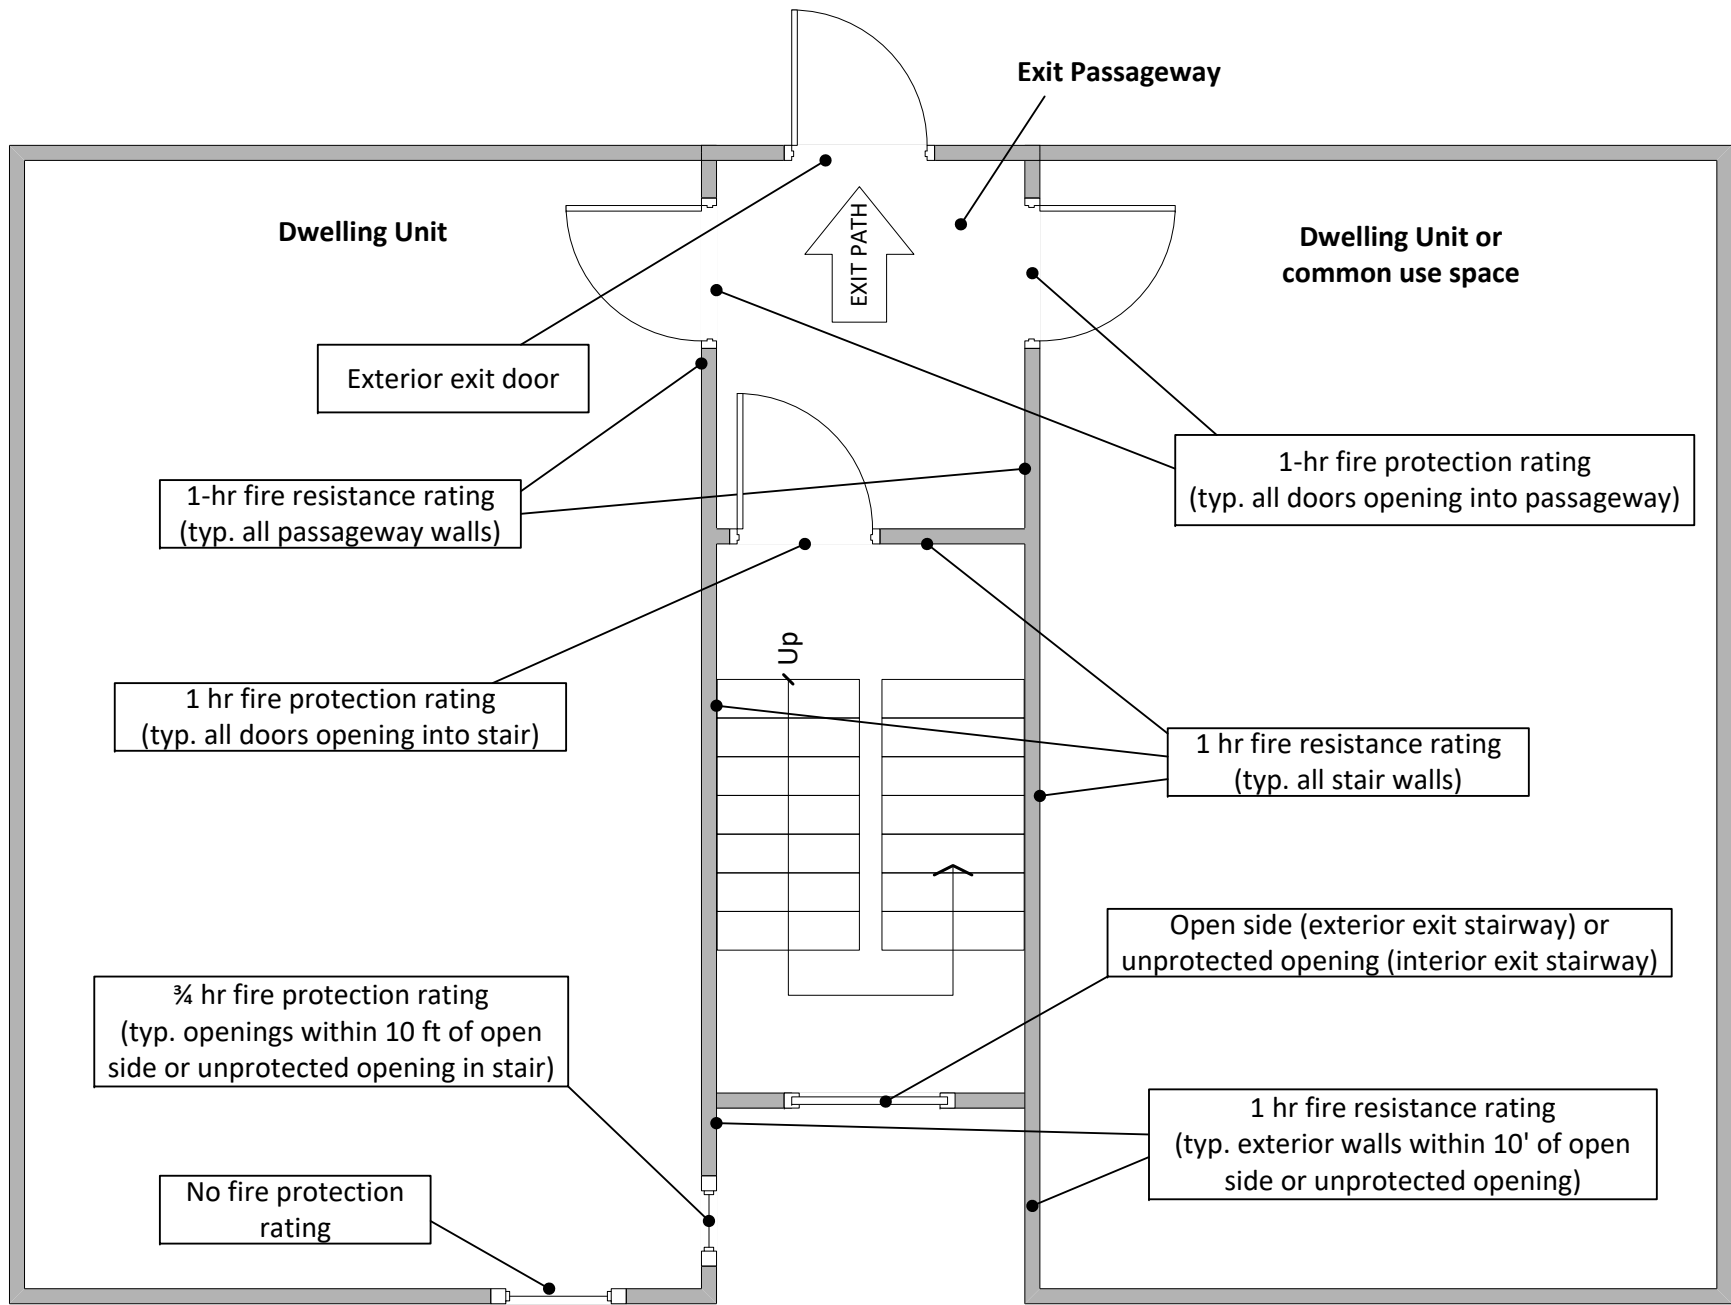 Exit Passageway
Dwelling Unit
EXIT PATH
Dwelling Unit or
common use space
Exterior exit door
1-hr fire resistance rating
(typ. all passageway walls)
1-hr fire protection rating
(typ. all doors opening into passageway)
Up
1 hr fire protection rating
(typ. all doors opening into stair)
1 hr fire resistance rating
(typ. all stair walls)
Open side (exterior exit stairway) or
unprotected opening (interior exit stairway)
¾ hr fire protection rating
(typ. openings within 10 ft of open
side or unprotected opening in stair)
1 hr fire resistance rating
(typ. exterior walls within 10' of open
side or unprotected opening)
No fire protection
rating